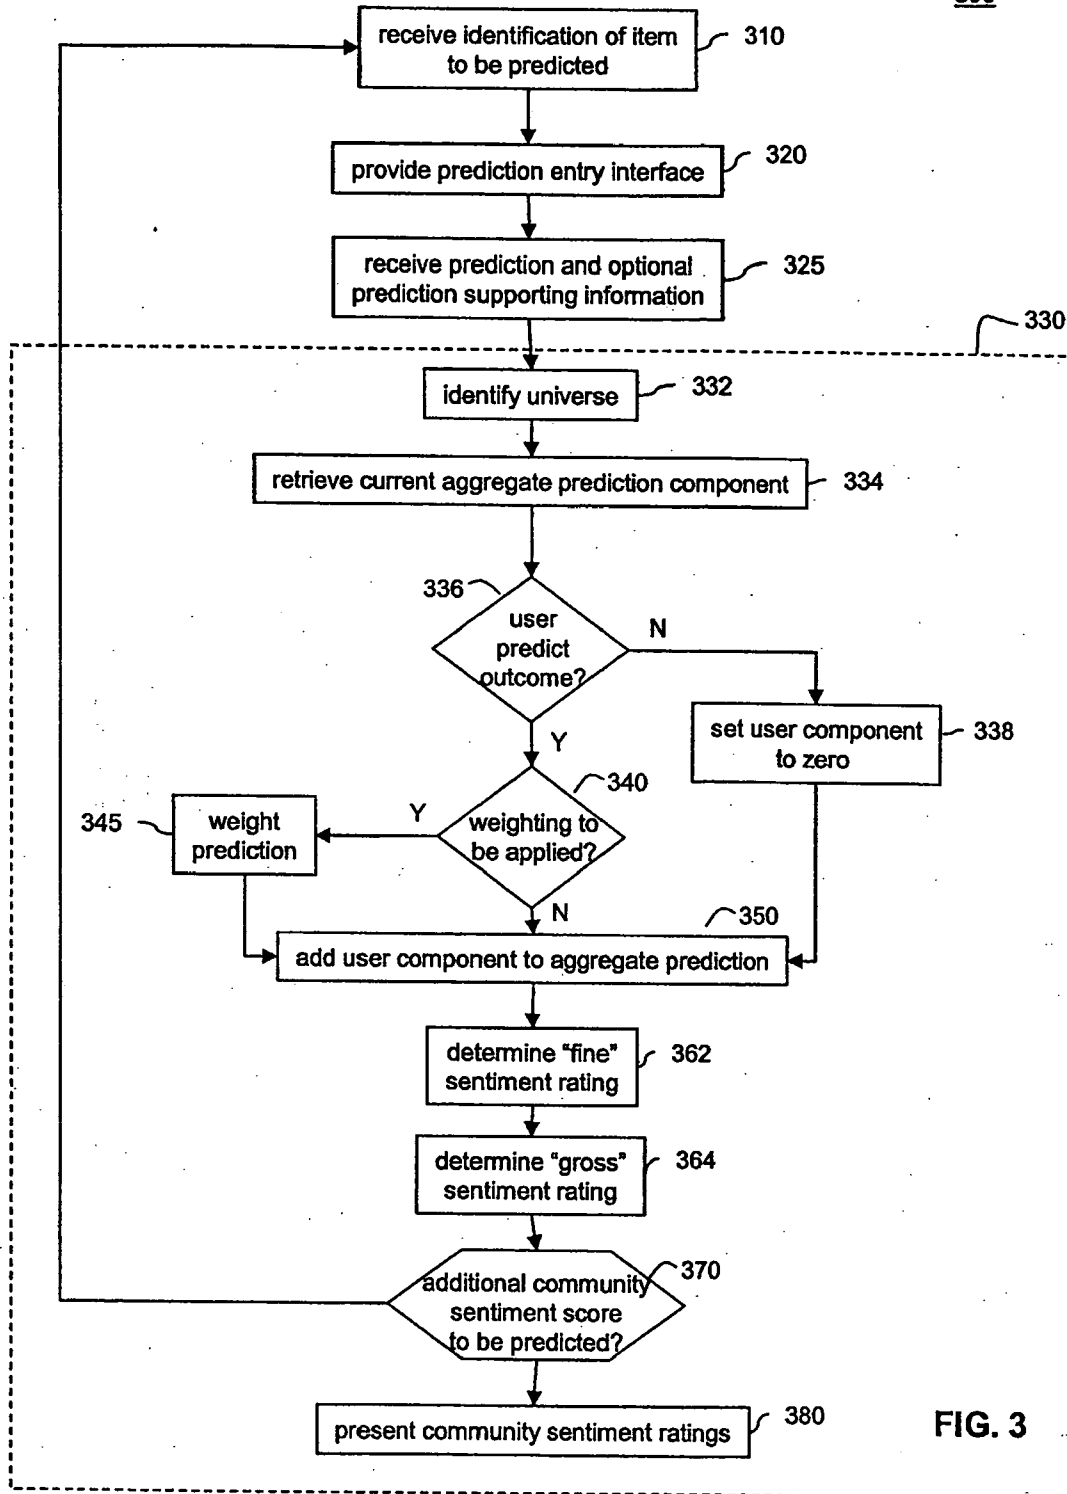 receive identification of item
to be predicted
310
provide prediction entry interface
320
receive prediction and optional
prediction supporting information
325
330
identify universe
332
retrieve current aggregate prediction component
334
336
user
predict
outcome?
N
set user component
to zero
338
Y
340
weighting to
be applied?
Y
345
weight
prediction
N
350
add user component to aggregate prediction
determine "fine"
sentiment rating
362
determine "gross"
sentiment rating
364
370
additional community
sentiment score
to be predicted?
present community sentiment ratings
380
FIG. 3